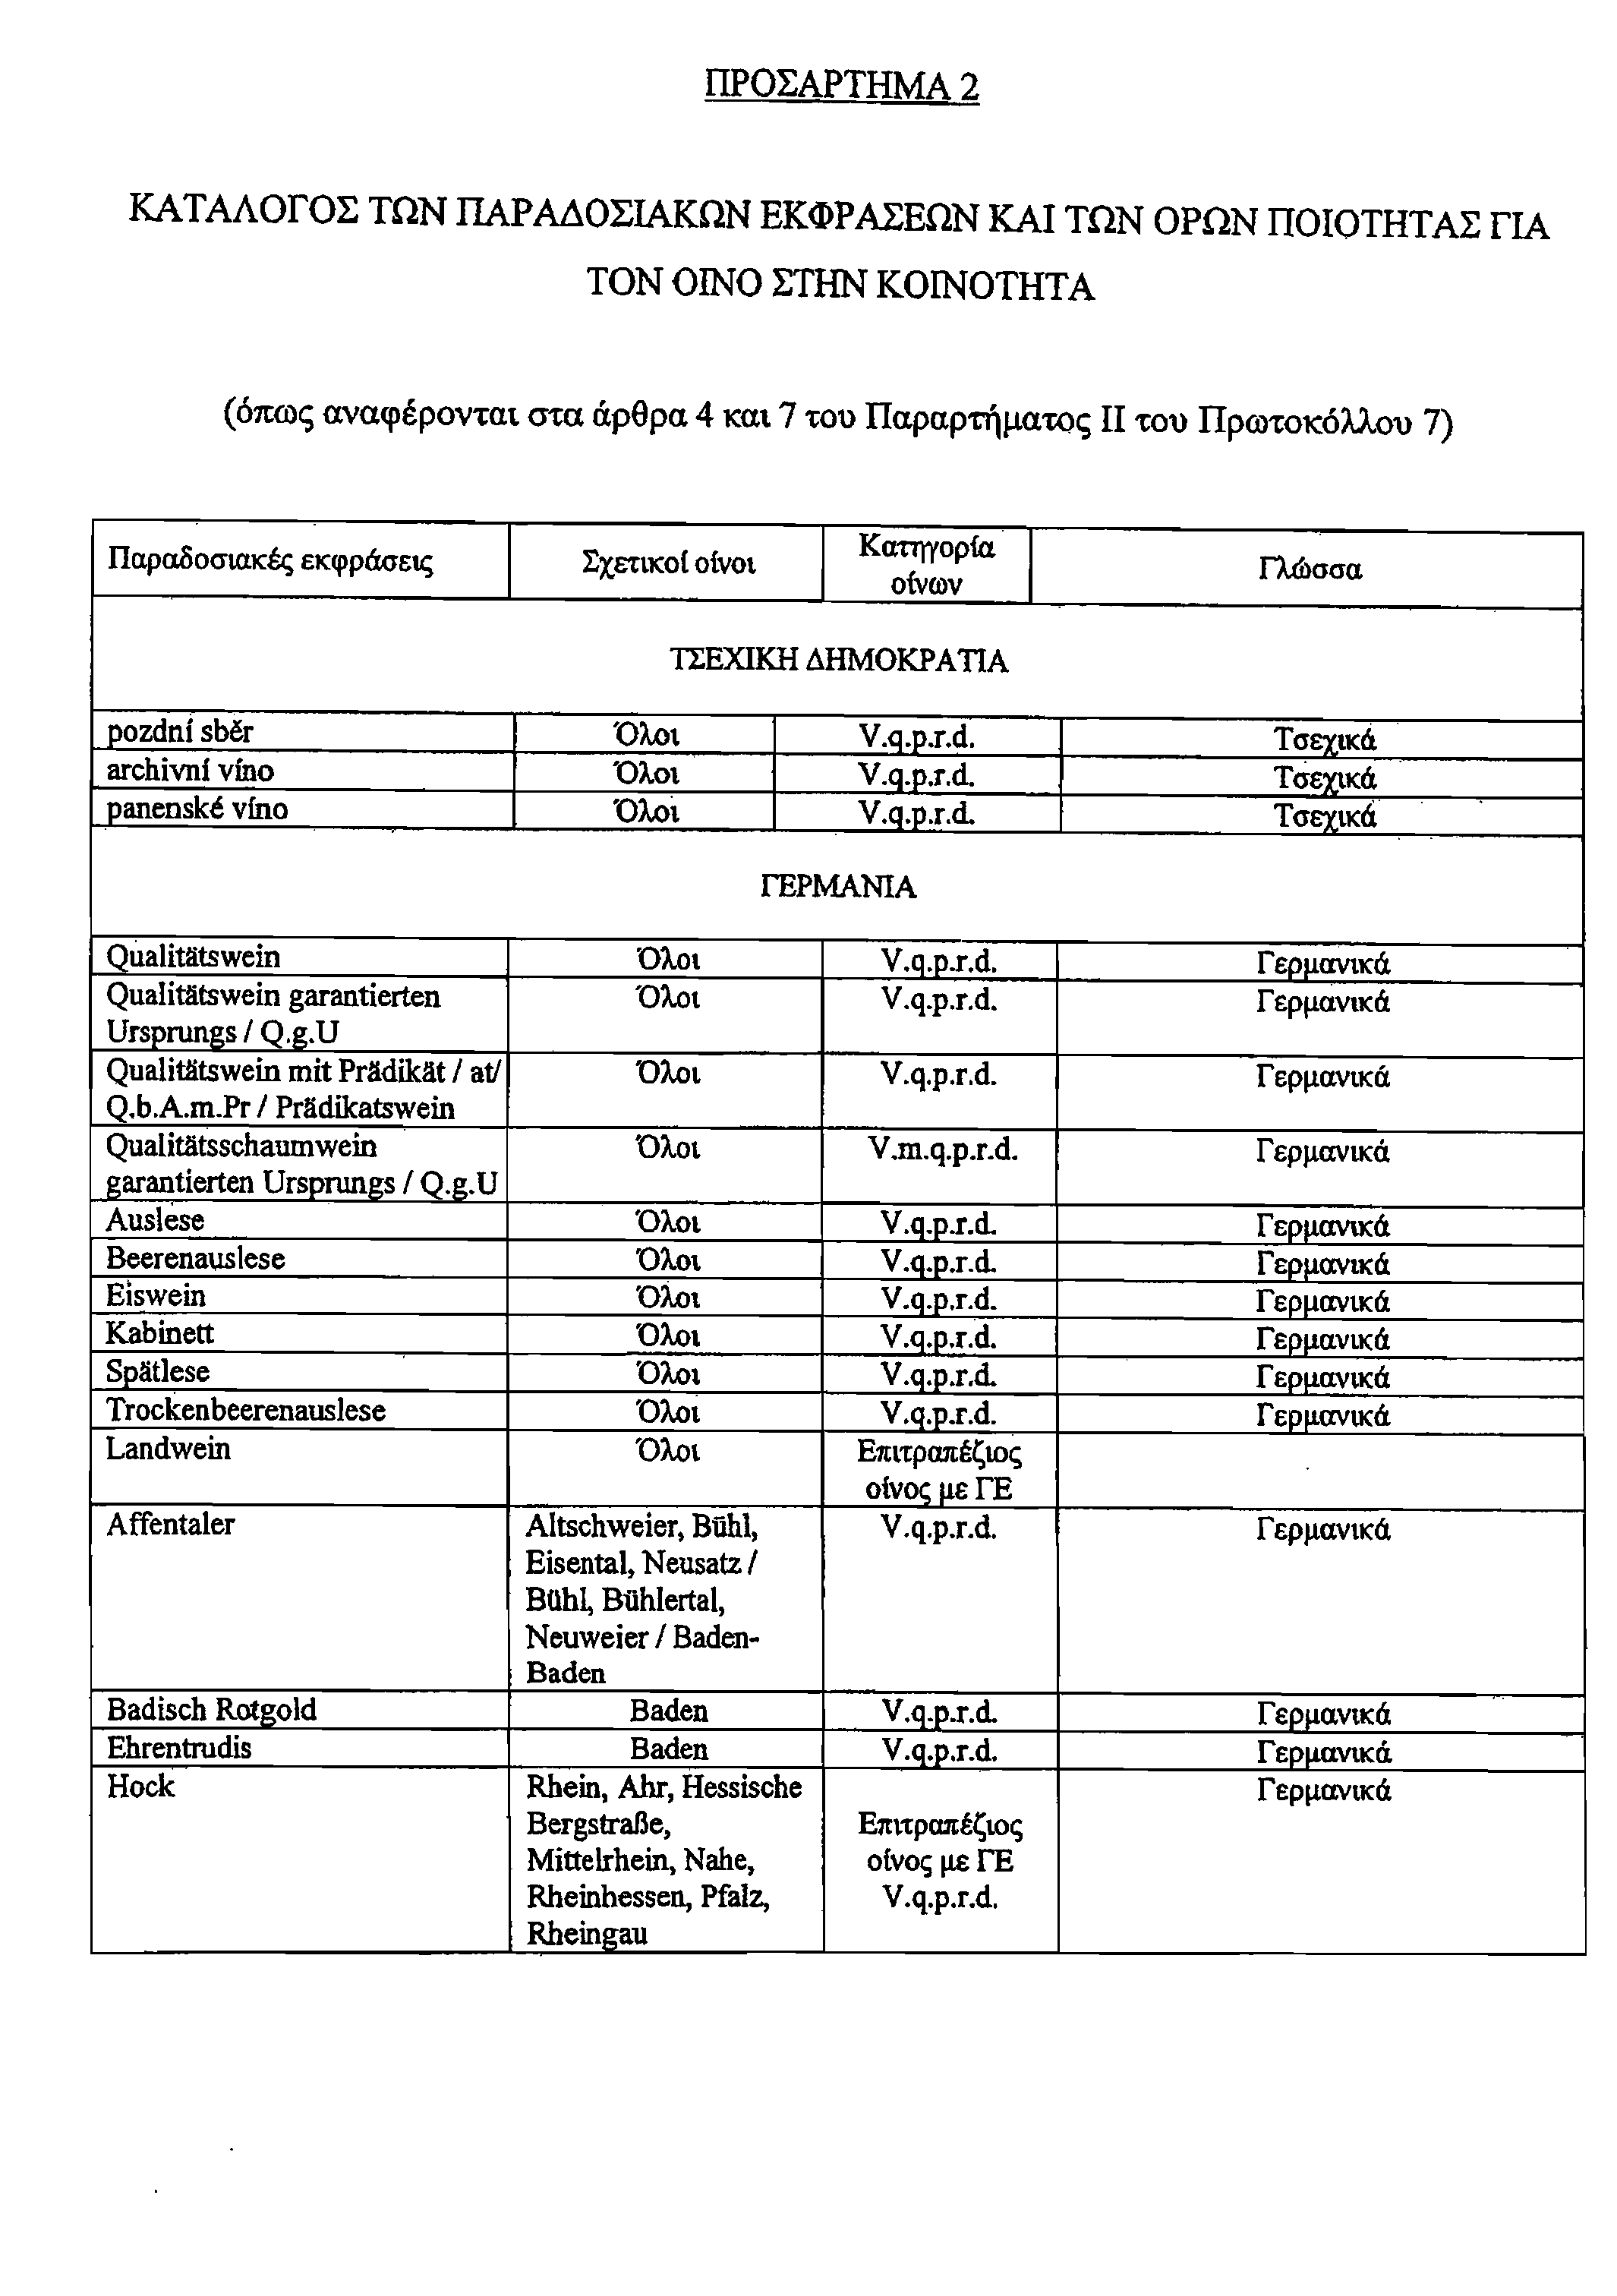 ΠΡΟΣΑΡΤΗΜΑ 2
ΚΑΤΑΛΟΓΟΣ ΤΩΝ ΠΑΡΑΔΟΣΙΑΚΩΝ ΕΚΦΡΑΣΕΩΝ ΚΑΙ ΤΩΝ ΟΡΩΝ ΠΟΙΟΤΗΤΑΣ ΓΙΑ
ΤΟΝ ΟΙΝΟ ΣΤΗΝ ΚΟΙΝΟΤΗΤΑ
(όπως αναφέρονται στα άρθρα 4 και 7 του Παραρτήματος ΙΙ του Πρωτοκόλλου 7)
Παραδοσιακές εκφράσεις Σχετικοί οίνοι Κατηγορία οίνων Γλώσσα
ΤΣΕΧΙΚΗ ΔΗΜΟΚΡΑΤΙΑ
pozdní sběr Όλοι V.q.p.r.d. Τσεχικά
archivní víno Όλοι V.q.p.r.d. Τσεχικά
panenské víno Όλοι V.q.p.r.d. Τσεχικά
ΓΕΡΜΑΝΙΑ
Qualitätswein Όλοι V.q.p.r.d. Γερμανικά
Qualitätswein garantierten Όλοι V.q.p.r.d. Γερμανικά
Ursprungs / Q.g.U
Qualitätswein mit Prädikät / at/ Όλοι V.q.p.r.d. Γερμανικά
Q.b.A.m.Pr / Prädikatswein
Qualitätsschaumwein Όλοι V.m.q.p.r.d. Γερμανικά
garantierten Ursprungs / Q.g.U
Auslese Όλοι V.q.p.r.d. Γερμανικά
Beerenauslese Όλοι V.q.p.r.d. Γερμανικά
Eiswein Όλοι V.q.p.r.d. Γερμανικά
Kabinett Όλοι V.q.p.r.d. Γερμανικά
Spätlese Όλοι V.q.p.r.d. Γερμανικά
Trockenbeerenauslese Όλοι V.q.p.r.d. Γερμανικά
Landwein Όλοι Επιτραπέζιος
οίνος με ΓΕ
Affentaler Altschweier, Bühl, V.q.p.r.d. Γερμανικά
Eisental, Neusatz /
Bühl, Bühlertal,
Neuweier / Baden-
Baden
Badisch Rotgold Baden V.q.p.r.d. Γερμανικά
Ehrentrudis Baden V.q.p.r.d. Γερμανικά
Hock Rhein, Ahr, Hessische Γερμανικά
Bergstraße, Επιτραπέζιος
Mittelrhein, Nahe, οίνος με ΓΕ
Rheinhessen, Pfalz, V.q.p.r.d.
Rheingau